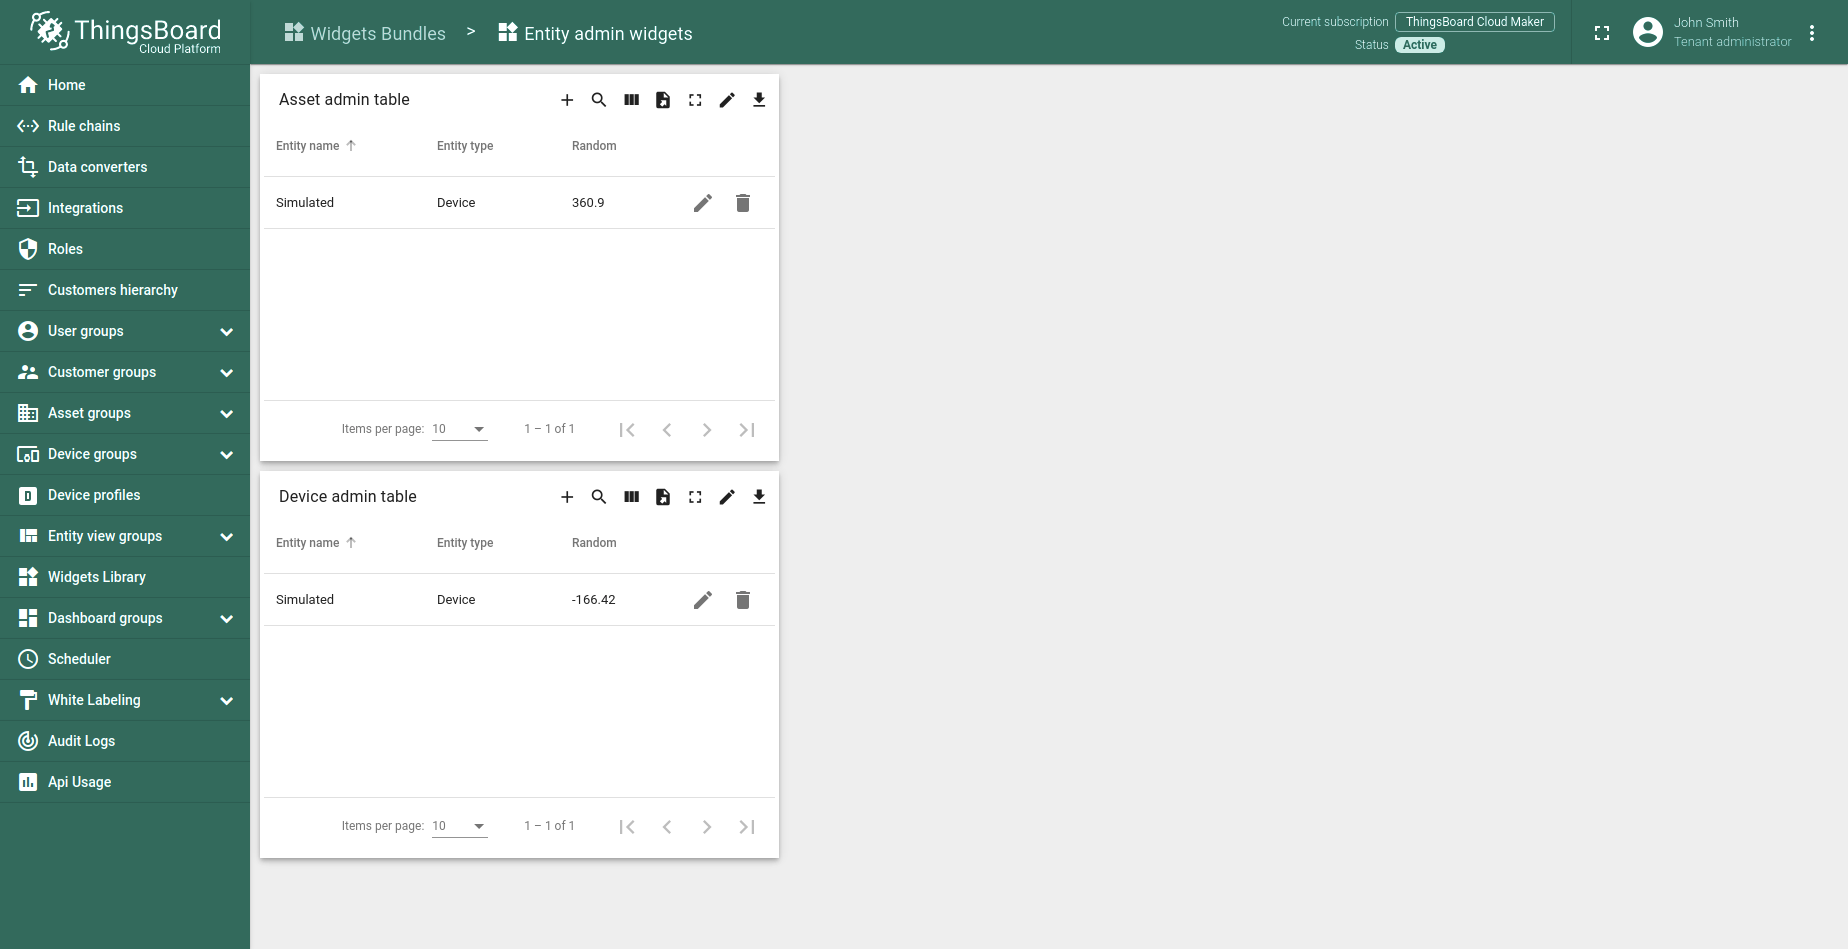 ThingsBoard
Cloud Platform
Widgets Bundles > Entity admin widgets
Current subscription ThingsBoard Cloud Maker
Status Active
John Smith
Tenant administrator
Home
Rule chains
Data converters
Integrations
Roles
Customers hierarchy
User groups
Customer groups
Asset groups
Device groups
Device profiles
Entity view groups
Widgets Library
Dashboard groups
Scheduler
White Labeling
Audit Logs
Api Usage
Asset admin table
Entity name Entity type Random
Simulated Device 360.9
Items per page: 10 1 – 1 of 1
Device admin table
Entity name Entity type Random
Simulated Device -166.42
Items per page: 10 1 – 1 of 1